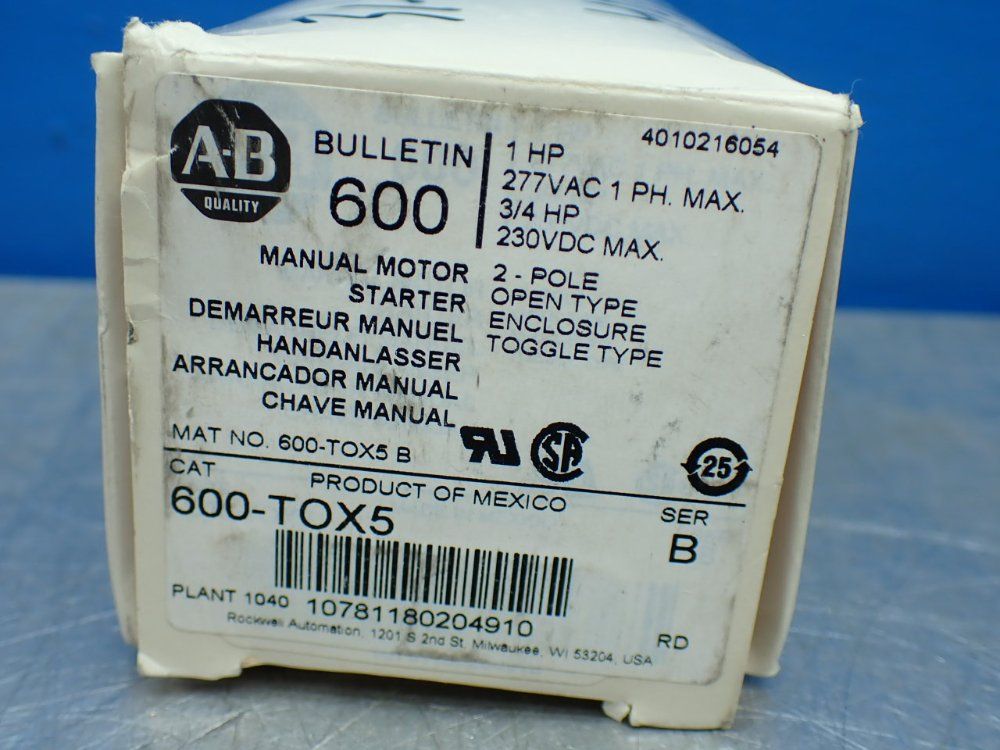 A-B
QUALITY
BULLETIN
600
1 HP
277VAC 1 PH. MAX.
3/4 HP
230VDC MAX.
4010216054
MANUAL MOTOR
STARTER
DEMARREUR MANUEL
HANDANLASSER
ARRANCADOR MANUAL
CHAVE MANUAL
2 - POLE
OPEN TYPE
ENCLOSURE
TOGGLE TYPE
MAT NO. 600-TOX5 B
RU
SA
25
CAT
PRODUCT OF MEXICO
SER
600-TOX5
B
PLANT 1040
10781180204910
RD
Rockwell Automation, 1201 S 2nd St. Milwaukee, WI 53204, USA